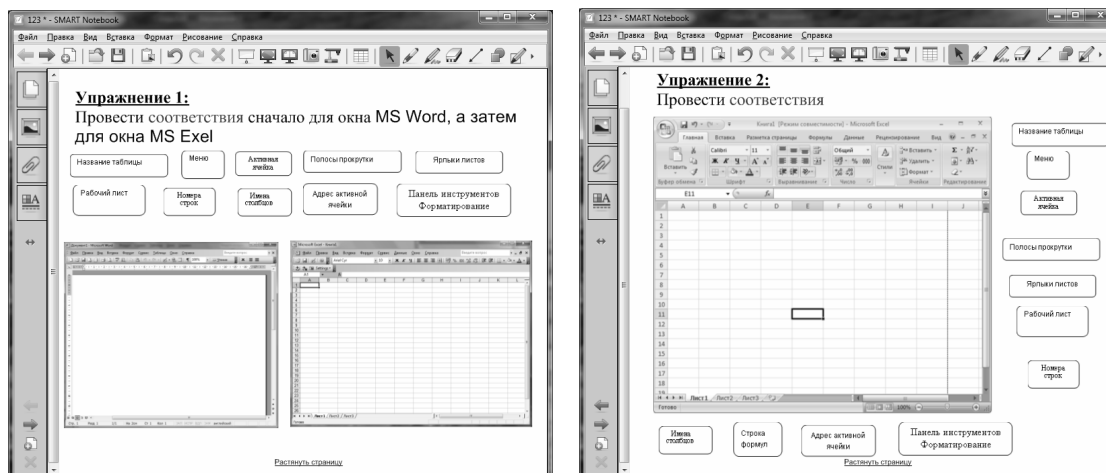 123 * - SMART Notebook
Файл Правка Вид Вставка Формат Рисование Справка
Упражнение 1:
Провести соответствия сначало для окна MS Word, а затем
для окна MS Exel
Название таблицы
Меню
Активная
ячейка
Полосы прокрутки
Ярлыки листов
Рабочий лист
Номера
строк
Имена
столбцов
Адрес активной
ячейки
Панель инструментов
Форматирование
Растянуть страницу
123 * - SMART Notebook
Файл Правка Вид Вставка Формат Рисование Справка
Упражнение 2:
Провести соответствия
Книга1 [Режим совместимости] - Microsoft Excel
Главная Вставка Разметка страницы Формулы Данные Рецензирование Вид
Calibri 11 Общий Вставить
Удалить
Вставить Стили Формат
Буфер обмена Шрифт Выравнивание Число Ячейки Редактирование
E11 fx
A B C D E F G H I J
1
2
3
4
5
6
7
8
9
10
11
12
13
14
15
16
17
18
19
Лист1 Лист2 Лист3
Готово 100%
Название таблицы
Меню
Активная
ячейка
Полосы прокрутки
Ярлыки листов
Рабочий лист
Номера
строк
Имена
столбцов
Строка
формул
Адрес активной
ячейки
Панель инструментов
Форматирование
Растянуть страницу